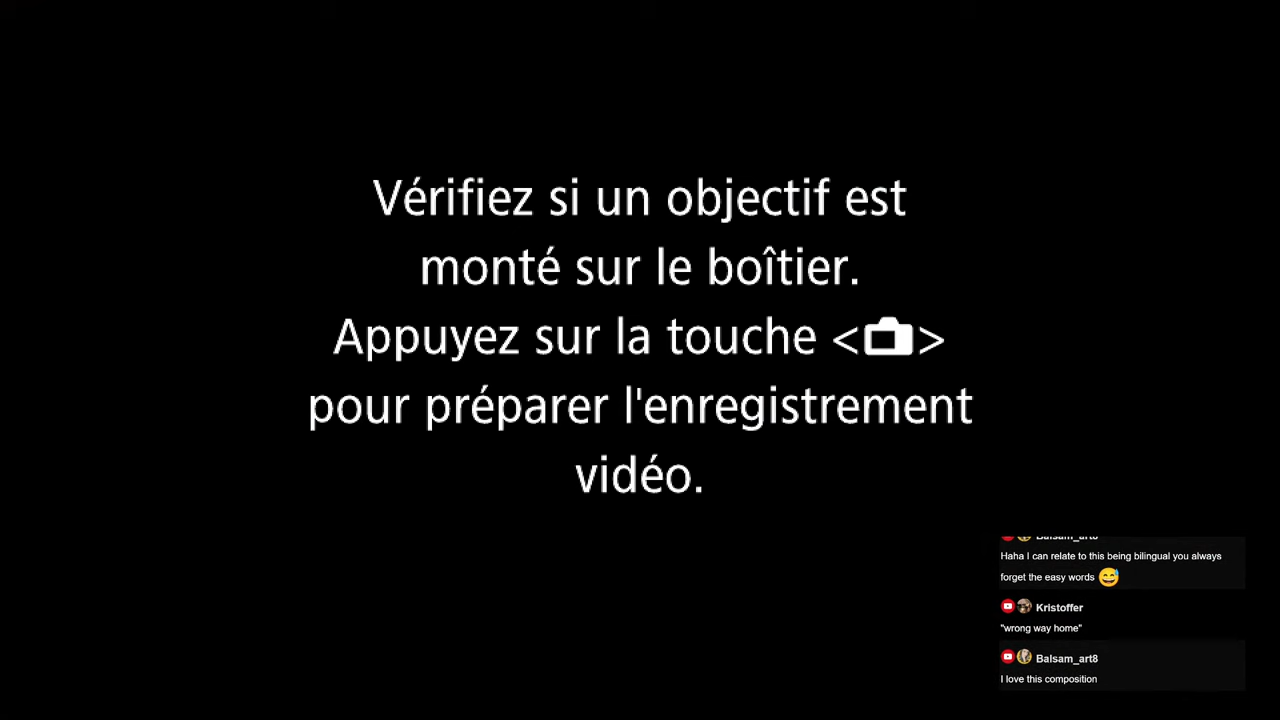 Vérifiez si un objectif est
monté sur le boîtier.
Appuyez sur la touche <📷>
pour préparer l'enregistrement
vidéo.
Balsam_art8
Haha I can relate to this being bilingual you always
forget the easy words 😅
Kristoffer
"wrong way home"
Balsam_art8
I love this composition